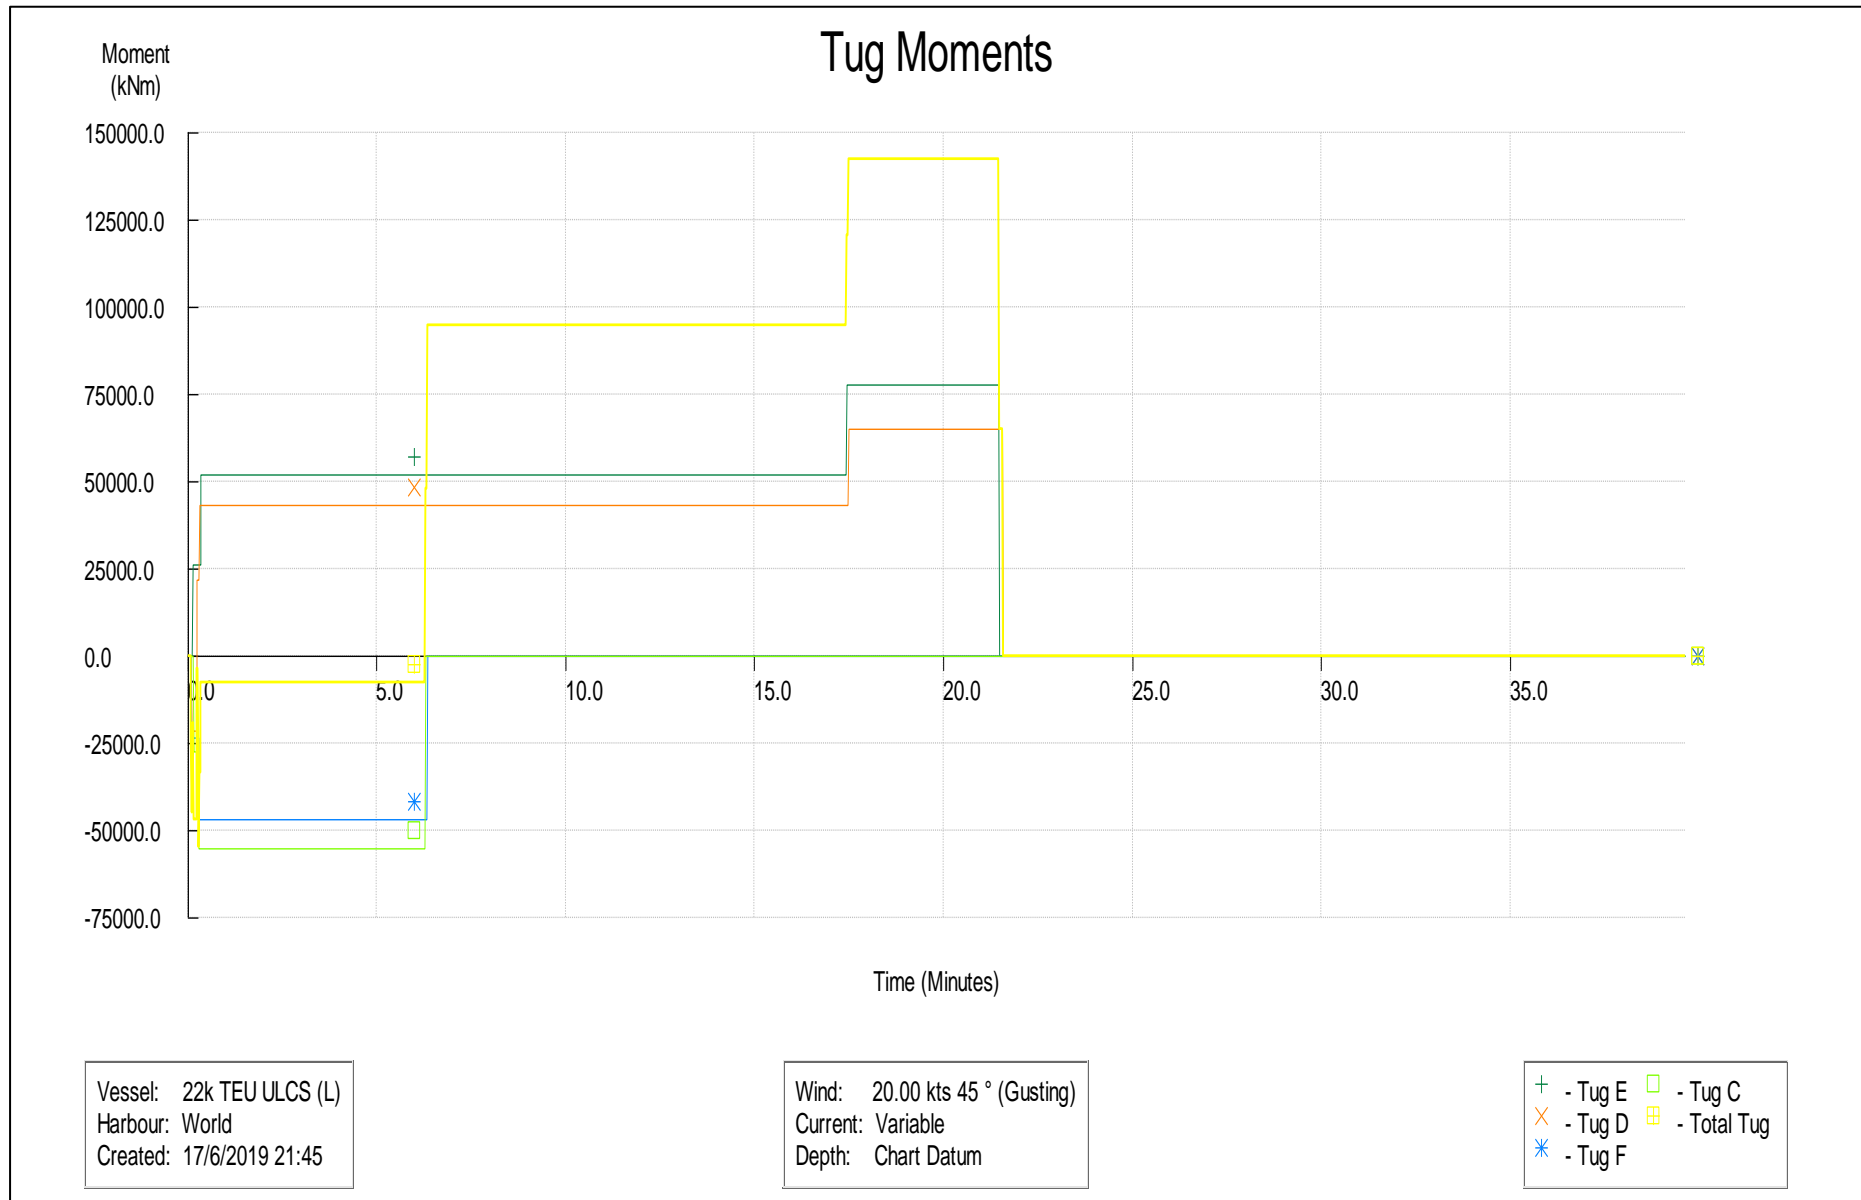 Tug Moments
Moment
(kNm)
150000.0
125000.0
100000.0
75000.0
50000.0
25000.0
0.0
-25000.0
-50000.0
-75000.0
0.0 5.0 10.0 15.0 20.0 25.0 30.0 35.0
Time (Minutes)
Vessel: 22k TEU ULCS (L)
Harbour: World
Created: 17/6/2019 21:45
Wind: 20.00 kts 45 ° (Gusting)
Current: Variable
Depth: Chart Datum
- Tug E - Tug C
- Tug D - Total Tug
- Tug F